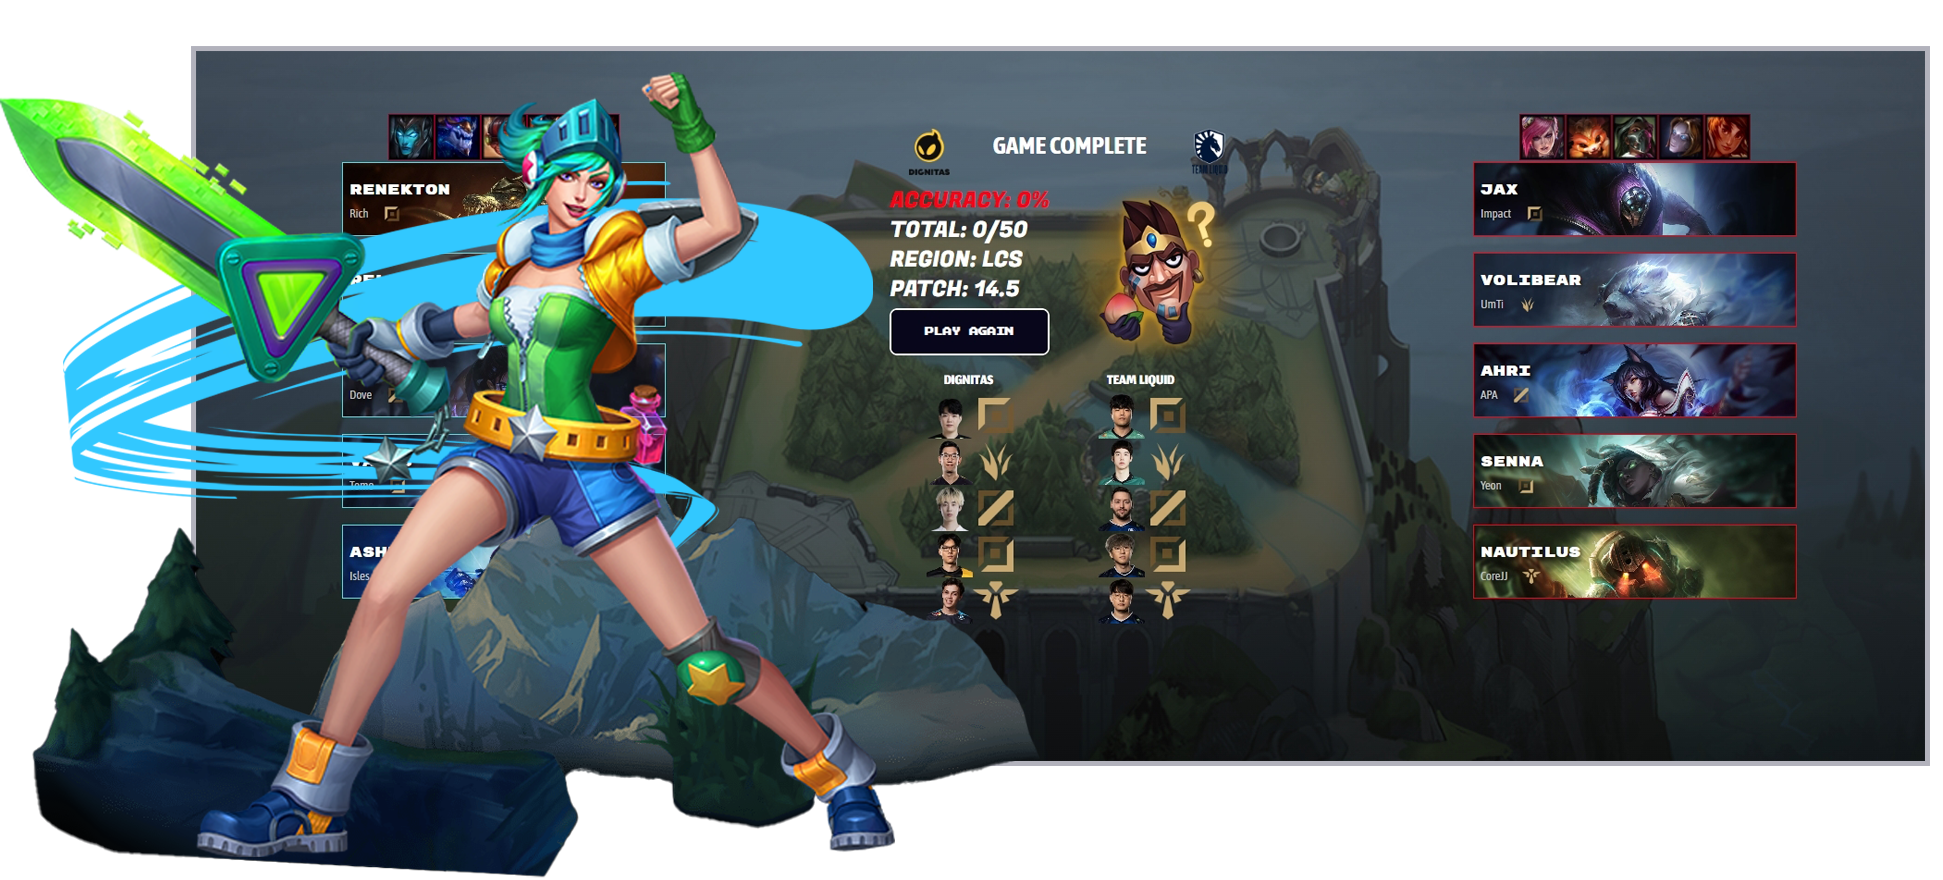 GAME COMPLETE
DIGNITAS
ACCURACY: 0%
TOTAL: 0/50
REGION: LCS
PATCH: 14.5
PLAY AGAIN
DIGNITAS
TEAM LIQUID
RENEKTON
Rich
Dove
Tomo
ASH
Isles
JAX
Impact
VOLIBEAR
UmTi
AHRI
APA
SENNA
Yeon
NAUTILUS
CoreJJ